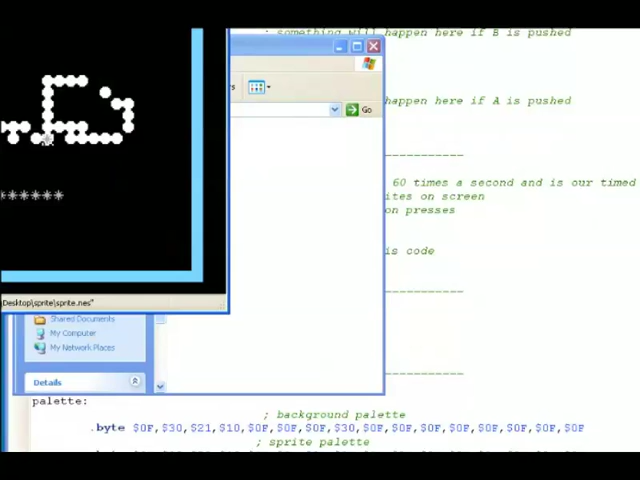 ; something will happen here if B is pushed
s
Go
happen here if A is pushed
----------
60 times a second and is our timed
ites on screen
on presses
is code
----------
Desktop\sprite\sprite.nes"
Shared Documents
My Computer
My Network Places
----------
Details
palette:
; background palette
.byte $0F,$30,$21,$10,$0F,$0F,$0F,$30,$0F,$0F,$0F,$0F,$0F,$0F,$0F,$0F
; sprite palette